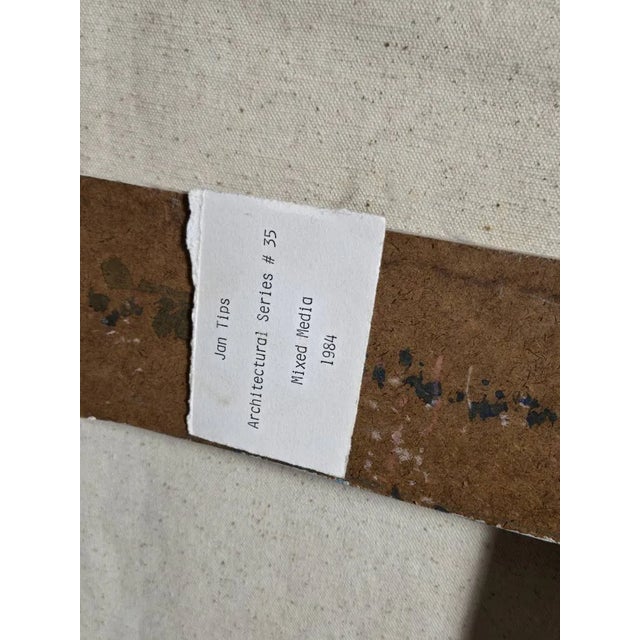 Jan Tips
Architectural Series # 35
Mixed Media
1984